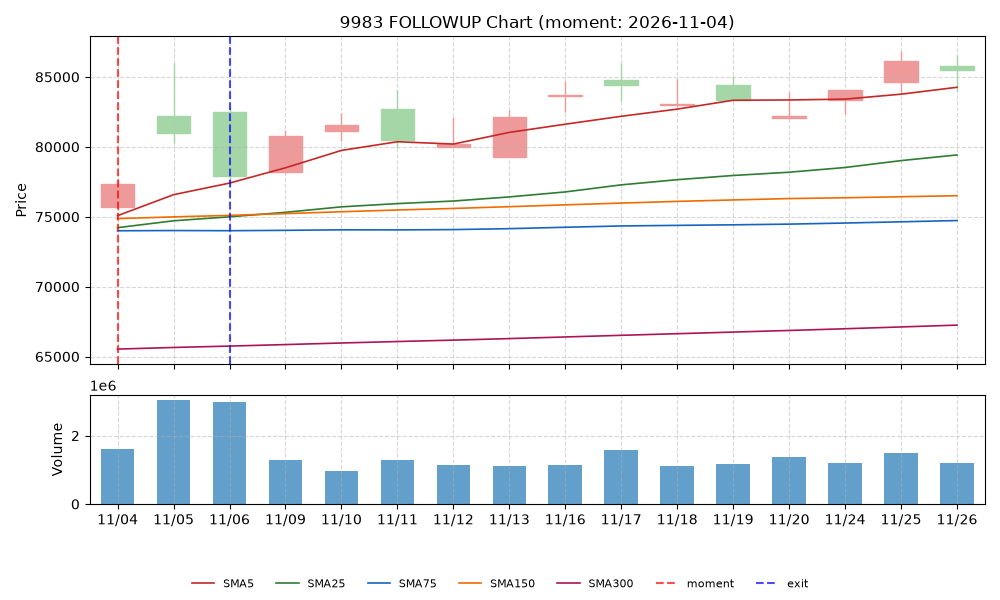 9983 FOLLOWUP Chart (moment: 2026-11-04)
Price
85000
80000
75000
70000
65000
1e6
Volume
2
0
11/04 11/05 11/06 11/09 11/10 11/11 11/12 11/13 11/16 11/17 11/18 11/19 11/20 11/24 11/25 11/26
SMA5 SMA25 SMA75 SMA150 SMA300 moment exit